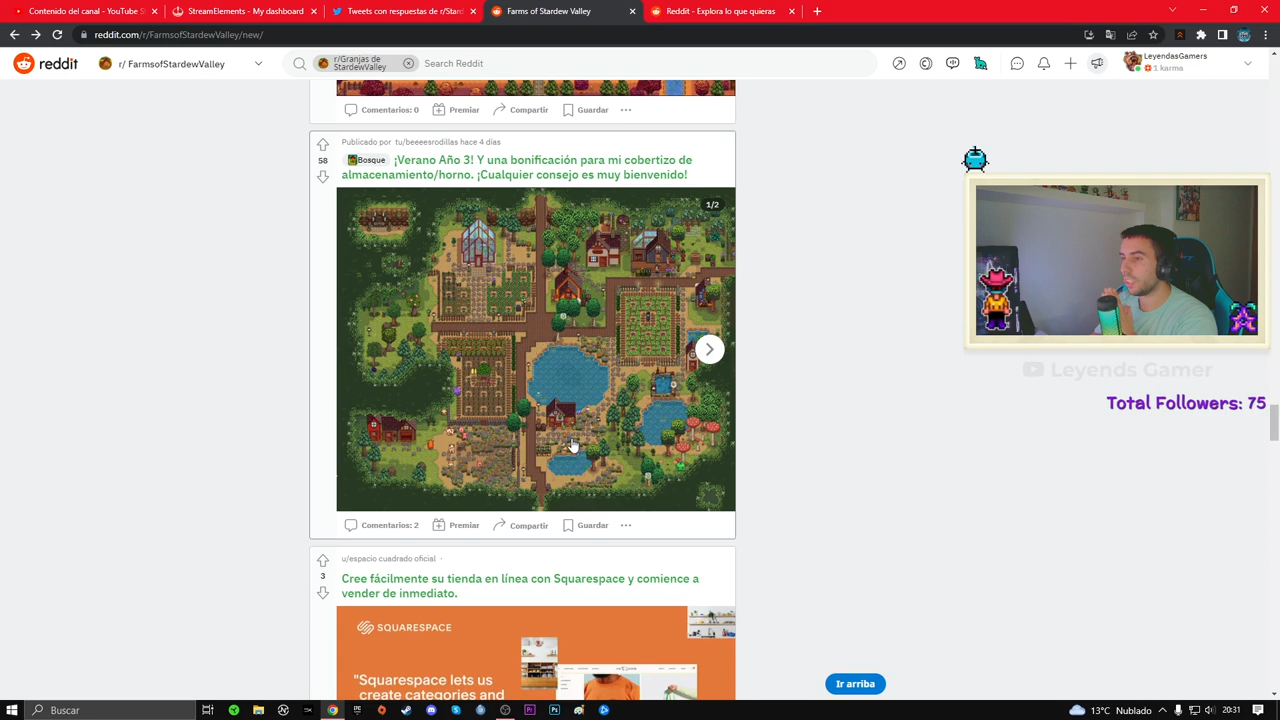 Contenido del canal - YouTube S
StreamElements - My dashboard
Tweets con respuestas de r/Stard
Farms of Stardew Valley
Reddit - Explora lo que quieras
reddit.com/r/FarmsofStardewValley/new/
reddit
r/ FarmsofStardewValley
r/Granjas de
StardewValley
Search Reddit
LeyendasGamers
1 karma
Comentarios: 0
Premiar
Compartir
Guardar
Publicado por tu/beeeesrodillas hace 4 días
58
Bosque ¡Verano Año 3! Y una bonificación para mi cobertizo de
almacenamiento/horno. ¡Cualquier consejo es muy bienvenido!
1/2
Leyends Gamer
Total Followers: 75
Comentarios: 2
Premiar
Compartir
Guardar
u/espacio cuadrado oficial ·
3
Cree fácilmente su tienda en línea con Squarespace y comience a
vender de inmediato.
SQUARESPACE
"Squarespace lets us
create categories and
Ir arriba
Buscar
13°C Nublado
20:31